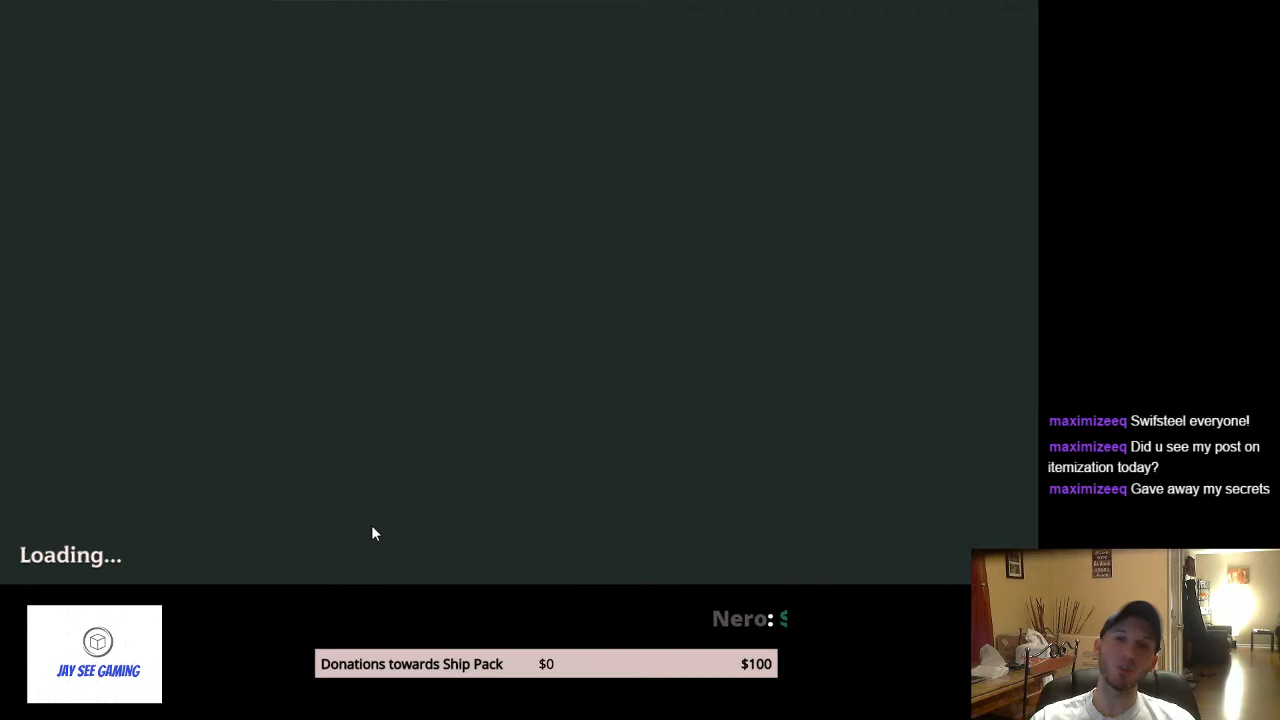 maximizeeq Swifsteel everyone!
maximizeeq Did u see my post on
itemization today?
maximizeeq Gave away my secrets
Loading...
Nero: $
Donations towards Ship Pack $0 $100
JAY SEE GAMING